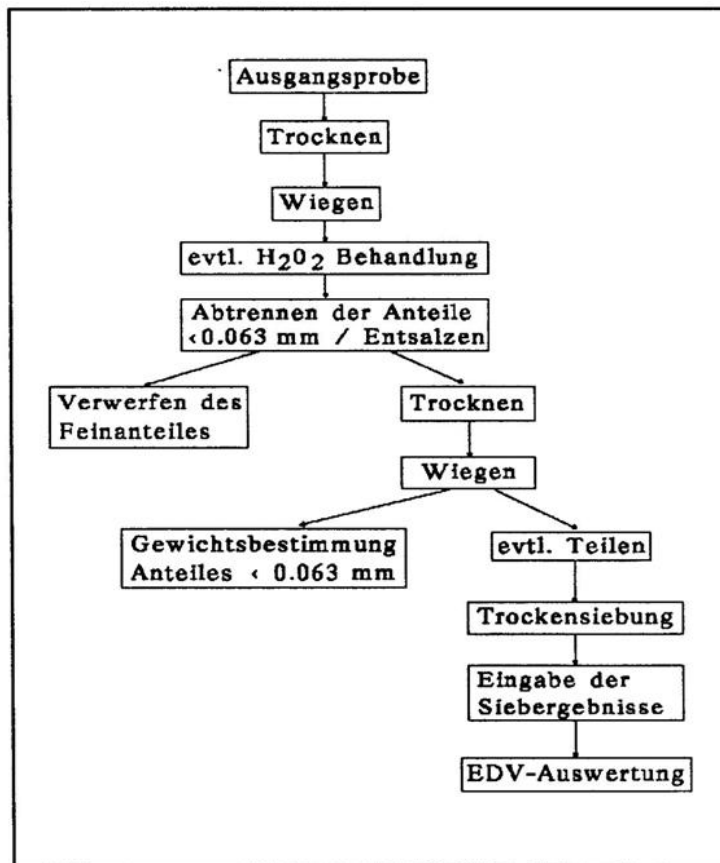 Ausgangsprobe
Trocknen
Wiegen
evtl. H₂O₂ Behandlung
Abtrennen der Anteile
<0.063 mm / Entsalzen
Verwerfen des
Feinanteiles
Trocknen
Wiegen
Gewichtsbestimmung
Anteiles < 0.063 mm
evtl. Teilen
Trockensiebung
Eingabe der
Siebergebnisse
EDV-Auswertung